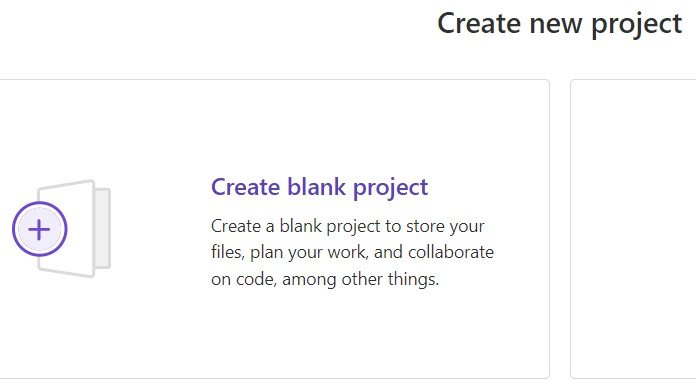 Create new project
Create blank project
Create a blank project to store your
files, plan your work, and collaborate
on code, among other things.